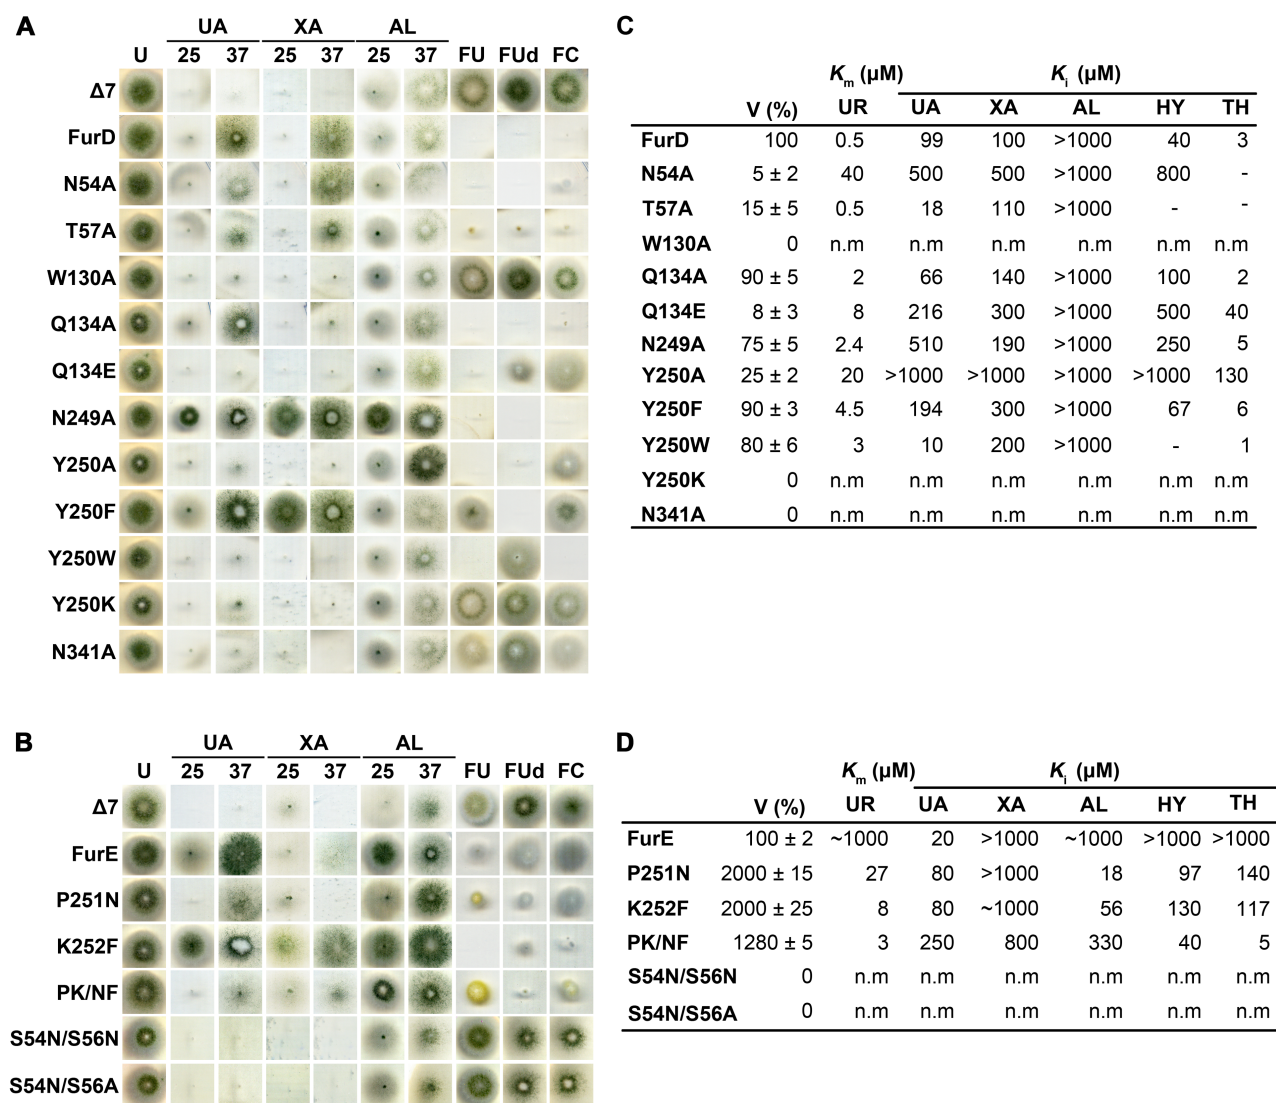 A
UA XA AL
U 25 37 25 37 25 37 FU FUd FC
Δ7
FurD
N54A
T57A
W130A
Q134A
Q134E
N249A
Y250A
Y250F
Y250W
Y250K
N341A
C
Km (μM) Ki (μM)
V (%) UR UA XA AL HY TH
FurD 100 0.5 99 100 >1000 40 3
N54A 5 ± 2 40 500 500 >1000 800 -
T57A 15 ± 5 0.5 18 110 >1000 - -
W130A 0 n.m n.m n.m n.m n.m n.m
Q134A 90 ± 5 2 66 140 >1000 100 2
Q134E 8 ± 3 8 216 300 >1000 500 40
N249A 75 ± 5 2.4 510 190 >1000 250 5
Y250A 25 ± 2 20 >1000 >1000 >1000 >1000 130
Y250F 90 ± 3 4.5 194 300 >1000 67 6
Y250W 80 ± 6 3 10 200 >1000 - 1
Y250K 0 n.m n.m n.m n.m n.m n.m
N341A 0 n.m n.m n.m n.m n.m n.m
B
UA XA AL
U 25 37 25 37 25 37 FU FUd FC
Δ7
FurE
P251N
K252F
PK/NF
S54N/S56N
S54N/S56A
D
Km (μM) Ki (μM)
V (%) UR UA XA AL HY TH
FurE 100 ± 2 ~1000 20 >1000 ~1000 >1000 >1000
P251N 2000 ± 15 27 80 >1000 18 97 140
K252F 2000 ± 25 8 80 ~1000 56 130 117
PK/NF 1280 ± 5 3 250 800 330 40 5
S54N/S56N 0 n.m n.m n.m n.m n.m n.m
S54N/S56A 0 n.m n.m n.m n.m n.m n.m